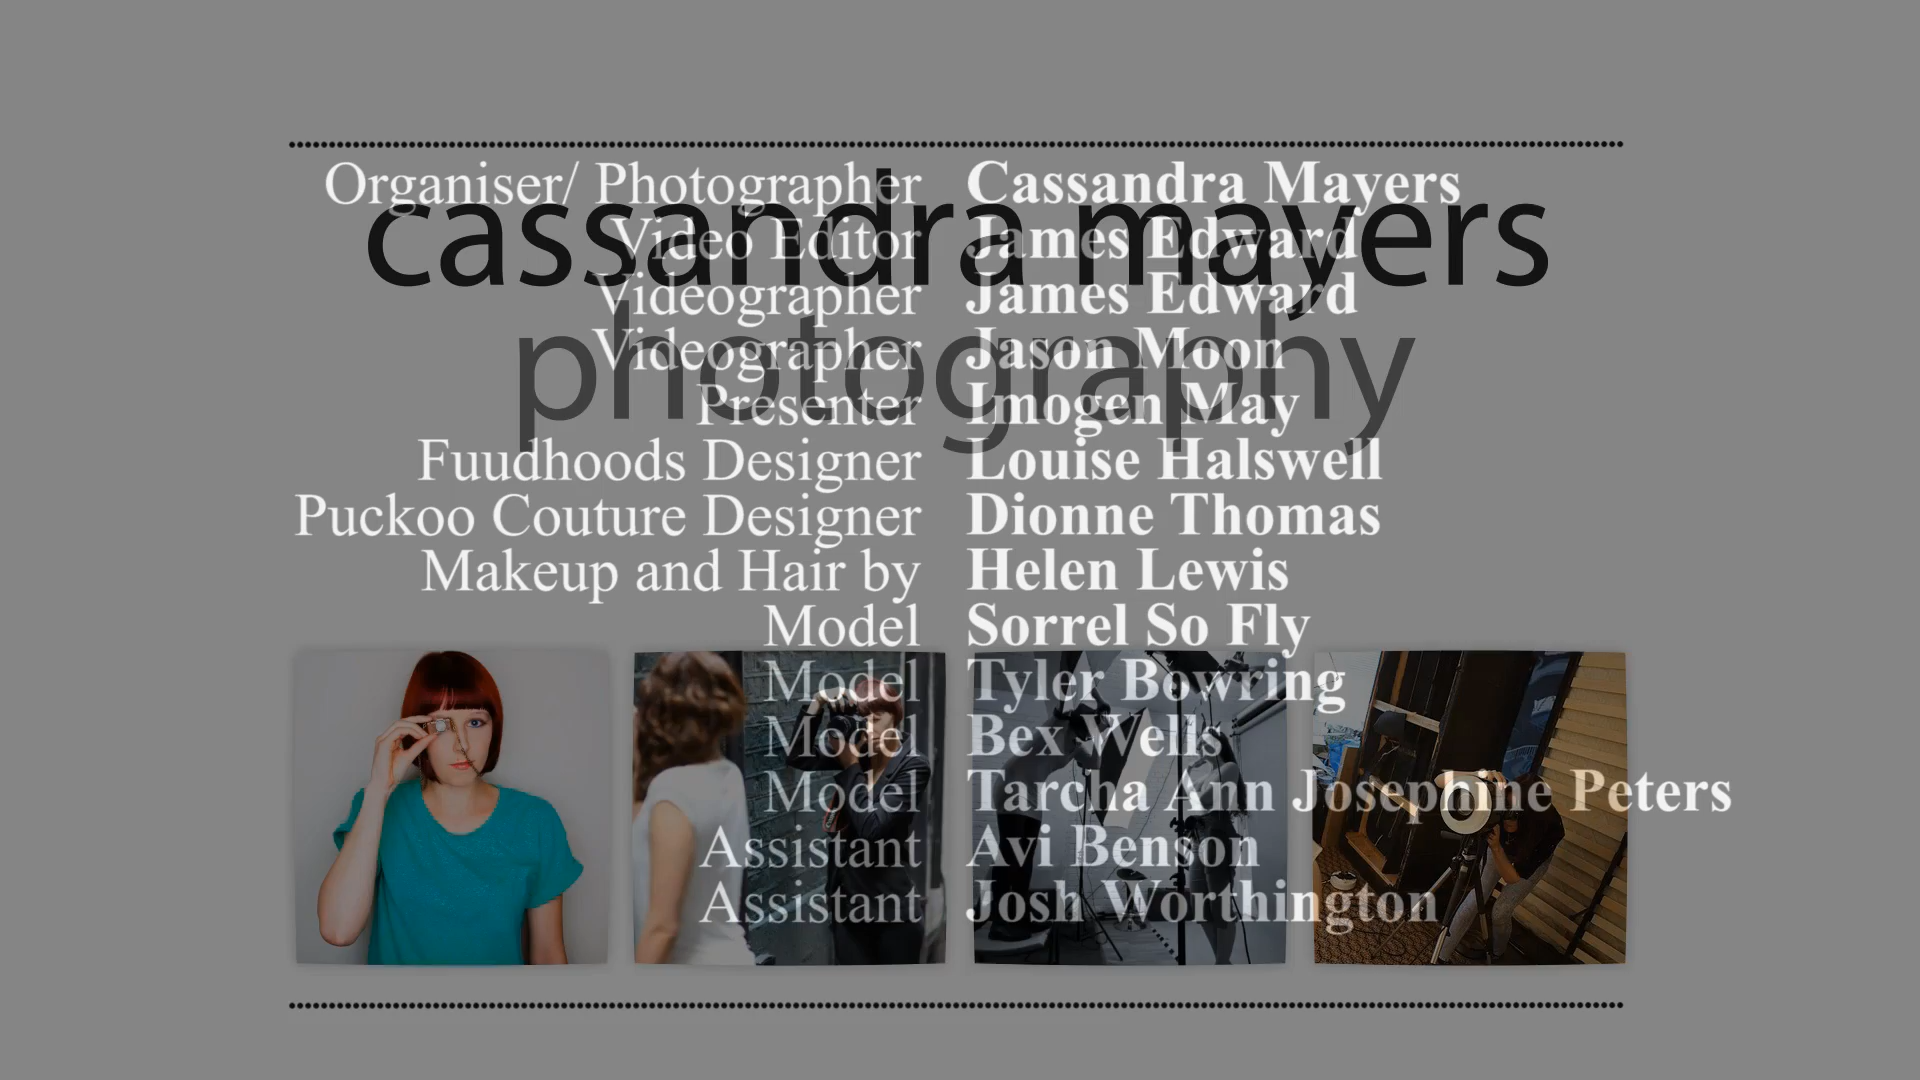 Organiser/ Photographer Cassandra Mayers
cassandra mayers
Video Editor James Edward
Videographer James Edward
photography
Videographer Jason Moon
Presenter Imogen May
Fuudhoods Designer Louise Halswell
Puckoo Couture Designer Dionne Thomas
Makeup and Hair by Helen Lewis
Model Sorrel So Fly
Model Tyler Bowring
Model Bex Wells
Model Tarcha Ann Josephine Peters
Assistant Avi Benson
Assistant Josh Worthington